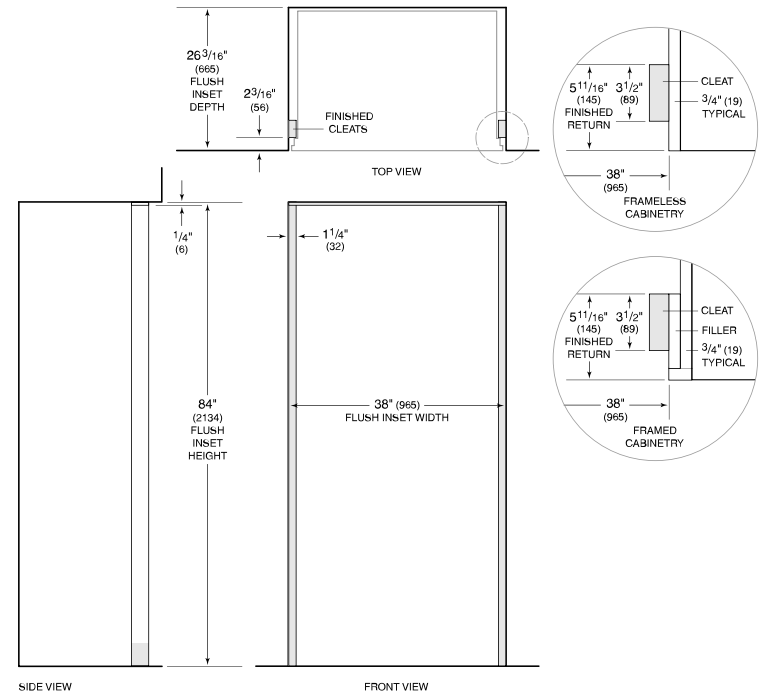 26 3/16"
(665)
FLUSH
INSET
DEPTH
2 3/16"
(56)
FINISHED
CLEATS
TOP VIEW
5 11/16"
(145)
FINISHED
RETURN
3 1/2"
(89)
CLEAT
3/4" (19)
TYPICAL
38"
(965)
FRAMELESS
CABINETRY
1/4"
(6)
1 1/4"
(32)
5 11/16"
(145)
FINISHED
RETURN
3 1/2"
(89)
CLEAT
FILLER
3/4" (19)
TYPICAL
38"
(965)
FRAMED
CABINETRY
84"
(2134)
FLUSH
INSET
HEIGHT
38" (965)
FLUSH INSET WIDTH
SIDE VIEW
FRONT VIEW